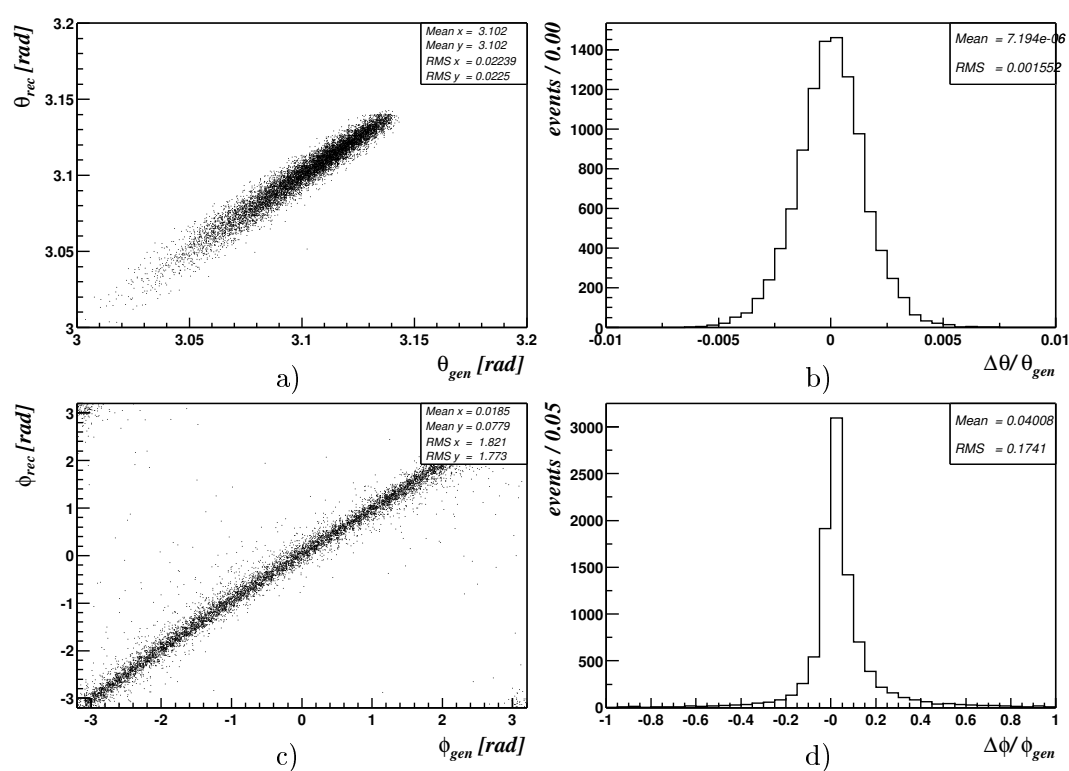 θrec [rad]
3.2
3.15
3.1
3.05
3
Mean x = 3.102
Mean y = 3.102
RMS x = 0.02239
RMS y = 0.0225
3 3.05 3.1 3.15 3.2
θgen [rad]
a)
events / 0.00
1400
1200
1000
800
600
400
200
0
Mean = 7.194e-06
RMS = 0.001552
-0.01 -0.005 0 0.005 0.01
Δθ/ θgen
b)
ϕrec [rad]
3
2
1
0
-1
-2
-3
Mean x = 0.0185
Mean y = 0.0779
RMS x = 1.821
RMS y = 1.773
-3 -2 -1 0 1 2 3
ϕgen [rad]
c)
events / 0.05
3000
2500
2000
1500
1000
500
0
Mean = 0.04008
RMS = 0.1741
-1 -0.8 -0.6 -0.4 -0.2 -0 0.2 0.4 0.6 0.8 1
Δϕ/ ϕgen
d)